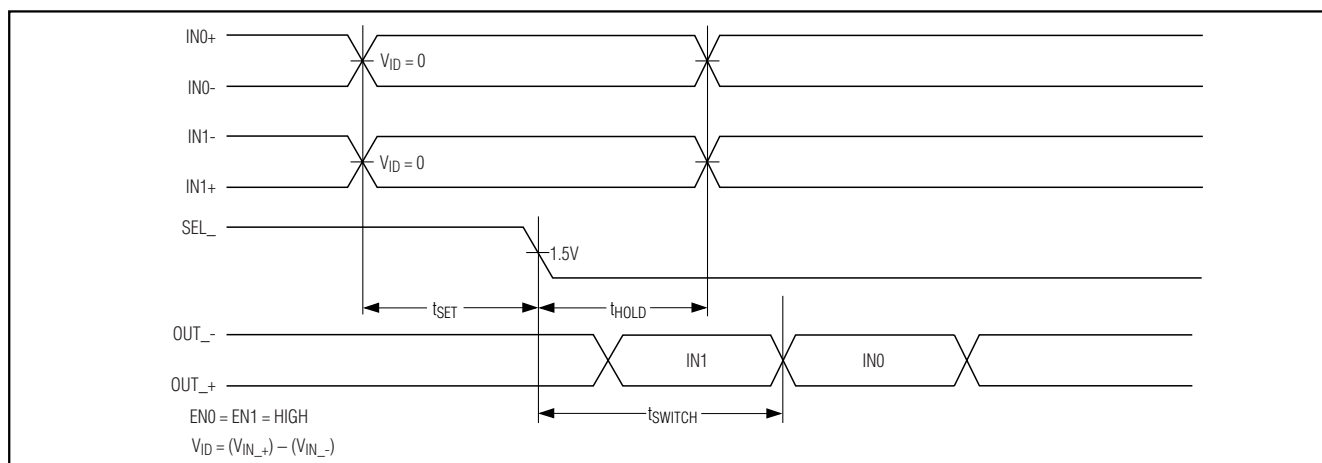 IN0+
V_ID = 0
IN0-
IN1-
V_ID = 0
IN1+
SEL_
1.5V
t_SET
t_HOLD
OUT_-
IN1
IN0
OUT_+
t_SWITCH
EN0 = EN1 = HIGH
V_ID = (V_IN_+) – (V_IN_-)